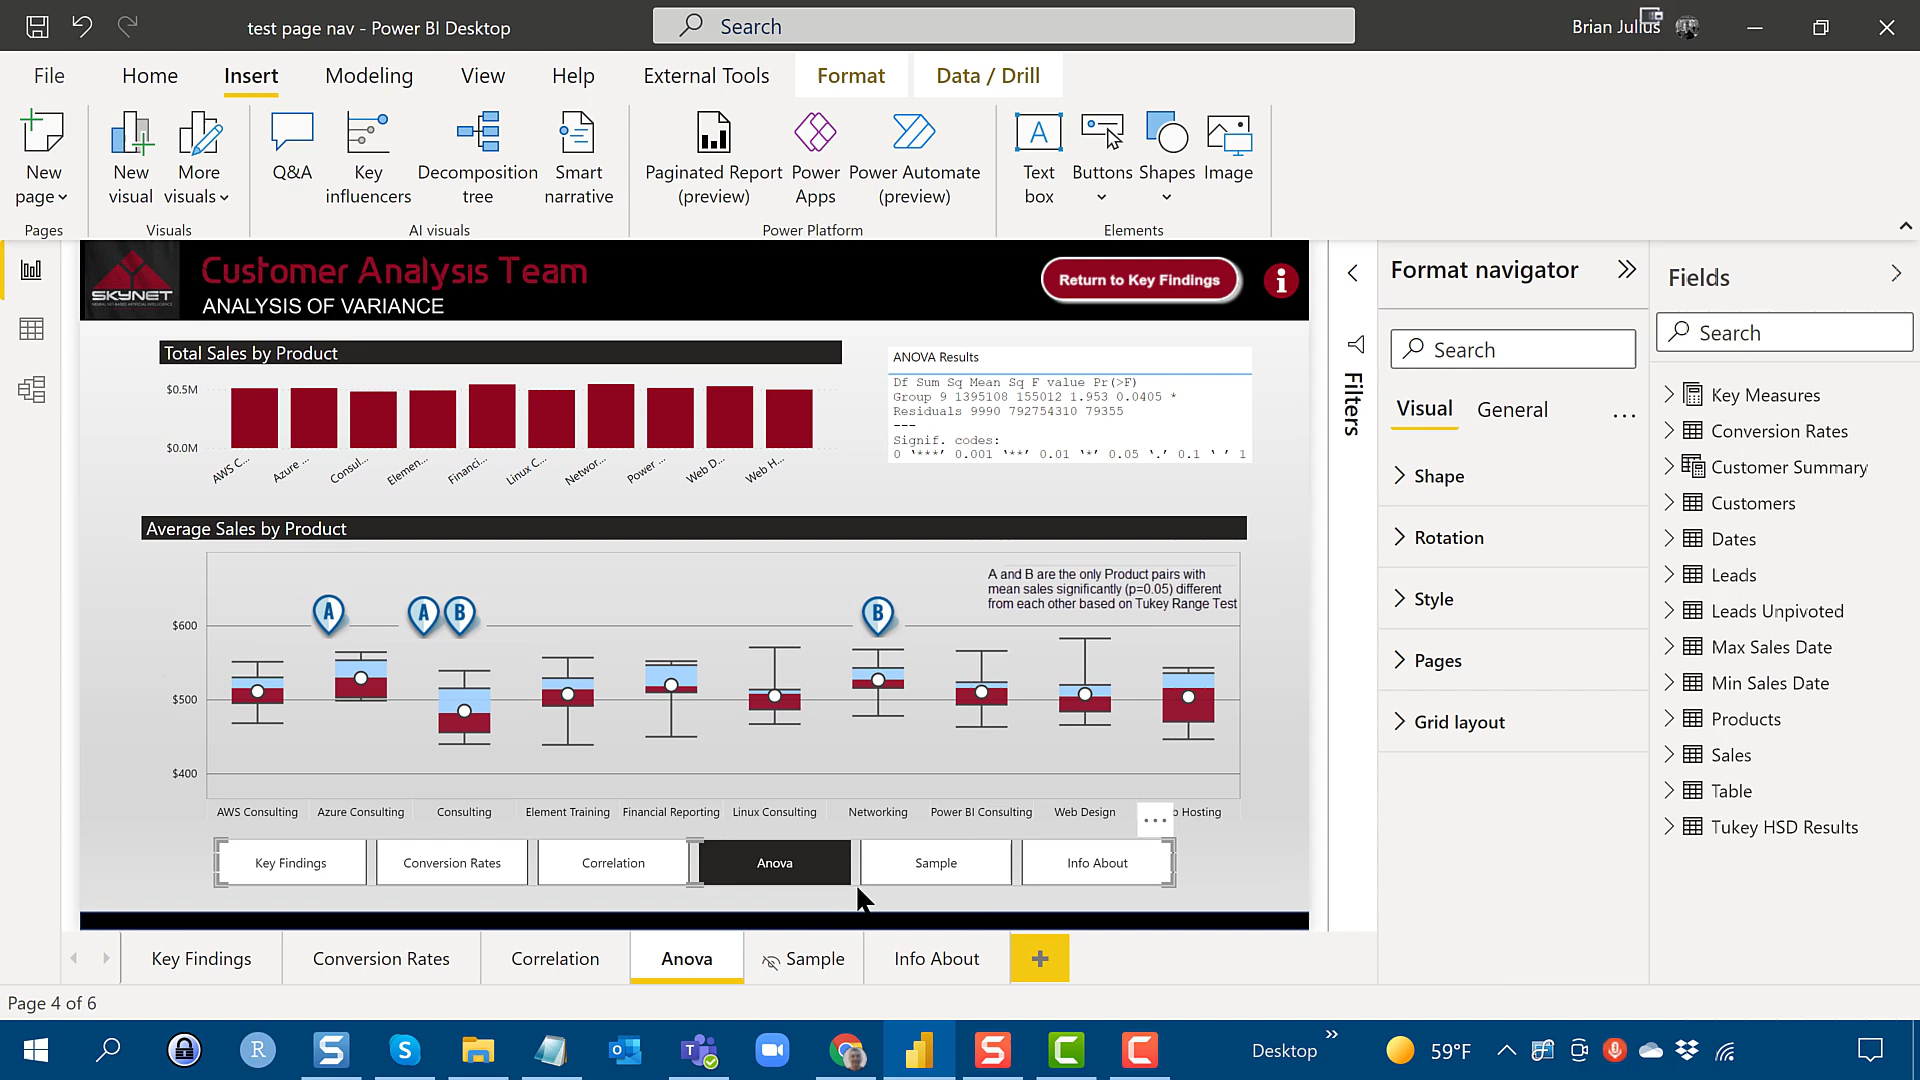 test page nav - Power BI Desktop
Search
Brian Julius
File
Home
Insert
Modeling
View
Help
External Tools
Format
Data / Drill
New page
New visual
More visuals
Q&A
Key influencers
Decomposition tree
Smart narrative
Paginated Report (preview)
Power Apps
Power Automate (preview)
Text box
Buttons
Shapes
Image
Pages
Visuals
AI visuals
Power Platform
Elements
SKYNET
Customer Analysis Team
ANALYSIS OF VARIANCE
Return to Key Findings
i
Total Sales by Product
$0.5M
$0.0M
AWS C...
Azure ...
Consul...
Elemen...
Financi...
Linux C...
Networ...
Power ...
Web D...
Web H...
ANOVA Results
Df Sum Sq Mean Sq F value Pr(>F)
Group 9 1395108 155012 1.953 0.0405 *
Residuals 9990 792754310 79355
---
Signif. codes:
0 '***' 0.001 '**' 0.01 '*' 0.05 '.' 0.1 ' ' 1
Average Sales by Product
A and B are the only Product pairs with
mean sales significantly (p=0.05) different
from each other based on Tukey Range Test
A
A
B
B
$600
$500
$400
AWS Consulting
Azure Consulting
Consulting
Element Training
Financial Reporting
Linux Consulting
Networking
Power BI Consulting
Web Design
Hosting
Key Findings
Conversion Rates
Correlation
Anova
Sample
Info About
Filters
Format navigator
Search
Visual
General
...
Shape
Rotation
Style
Pages
Grid layout
Fields
Search
Key Measures
Conversion Rates
Customer Summary
Customers
Dates
Leads
Leads Unpivoted
Max Sales Date
Min Sales Date
Products
Sales
Table
Tukey HSD Results
Key Findings
Conversion Rates
Correlation
Anova
Sample
Info About
+
Page 4 of 6
Desktop
59°F